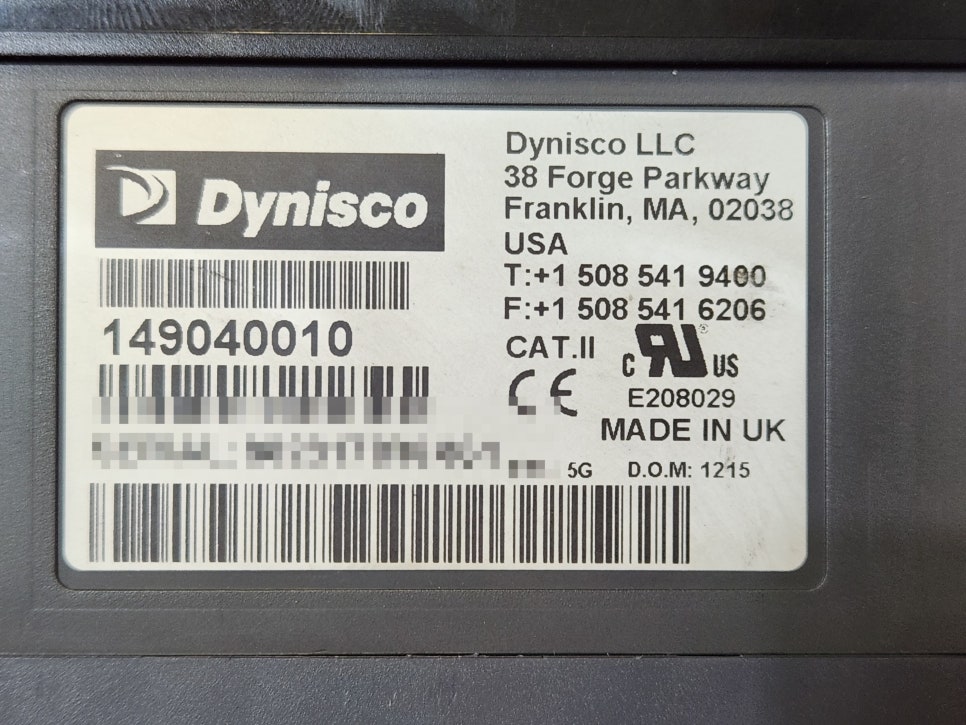 Dynisco
149040010
Dynisco LLC
38 Forge Parkway
Franklin, MA, 02038
USA
T:+1 508 541 9400
F:+1 508 541 6206
CAT.II
c RU US
E208029
CE
MADE IN UK
5G D.O.M: 1215